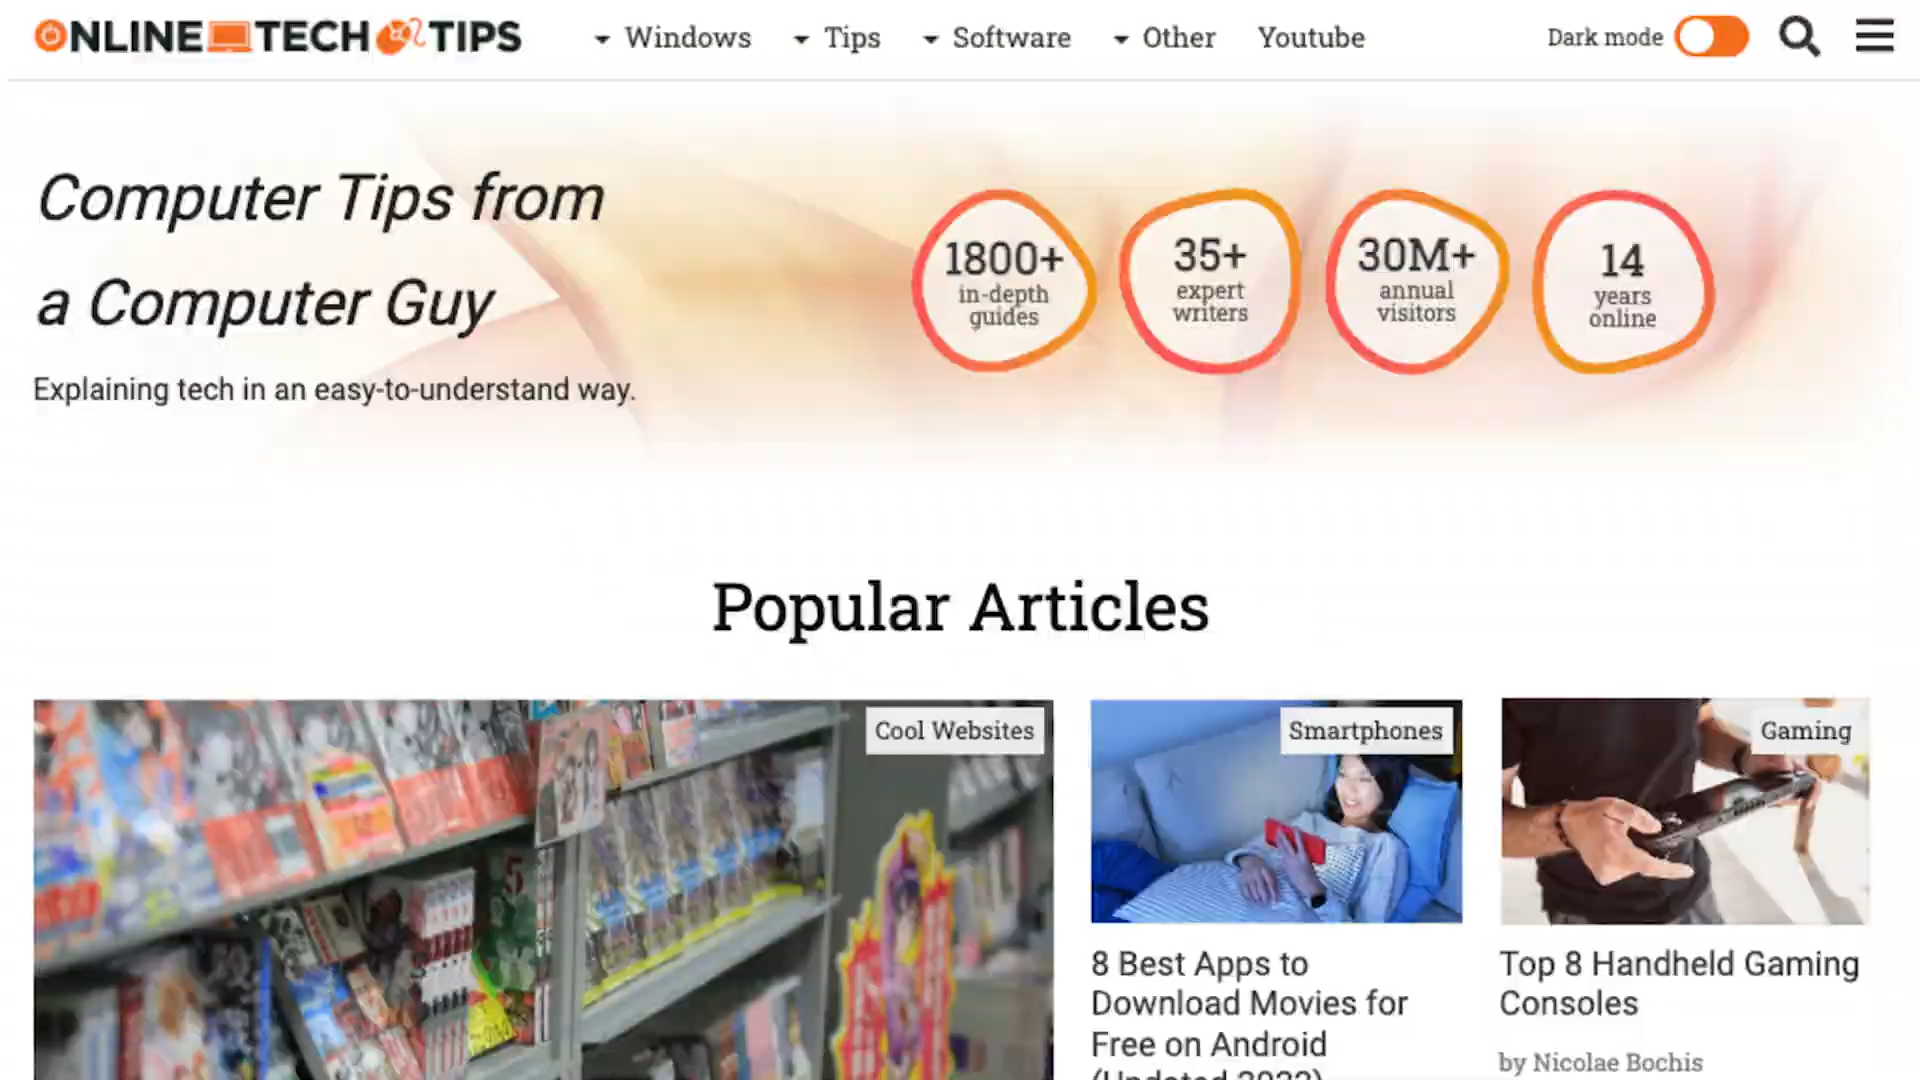 ONLINE TECH TIPS
Windows
Tips
Software
Other
Youtube
Dark mode
Computer Tips from
a Computer Guy
Explaining tech in an easy-to-understand way.
1800+
in-depth
guides
35+
expert
writers
30M+
annual
visitors
14
years
online
Popular Articles
Cool Websites
Smartphones
8 Best Apps to
Download Movies for
Free on Android
(Updated 2022)
Gaming
Top 8 Handheld Gaming
Consoles
by Nicolae Bochis